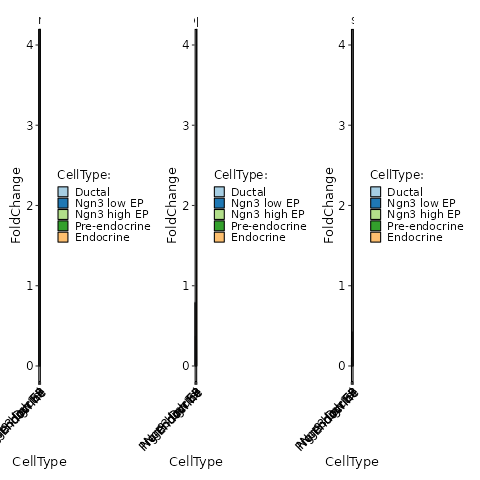 4
3
2
1
0
FoldChange
CellType:
Ductal
Ngn3 low EP
Ngn3 high EP
Pre-endocrine
Endocrine
CellType
4
3
2
1
0
FoldChange
CellType:
Ductal
Ngn3 low EP
Ngn3 high EP
Pre-endocrine
Endocrine
CellType
4
3
2
1
0
FoldChange
CellType:
Ductal
Ngn3 low EP
Ngn3 high EP
Pre-endocrine
Endocrine
CellType